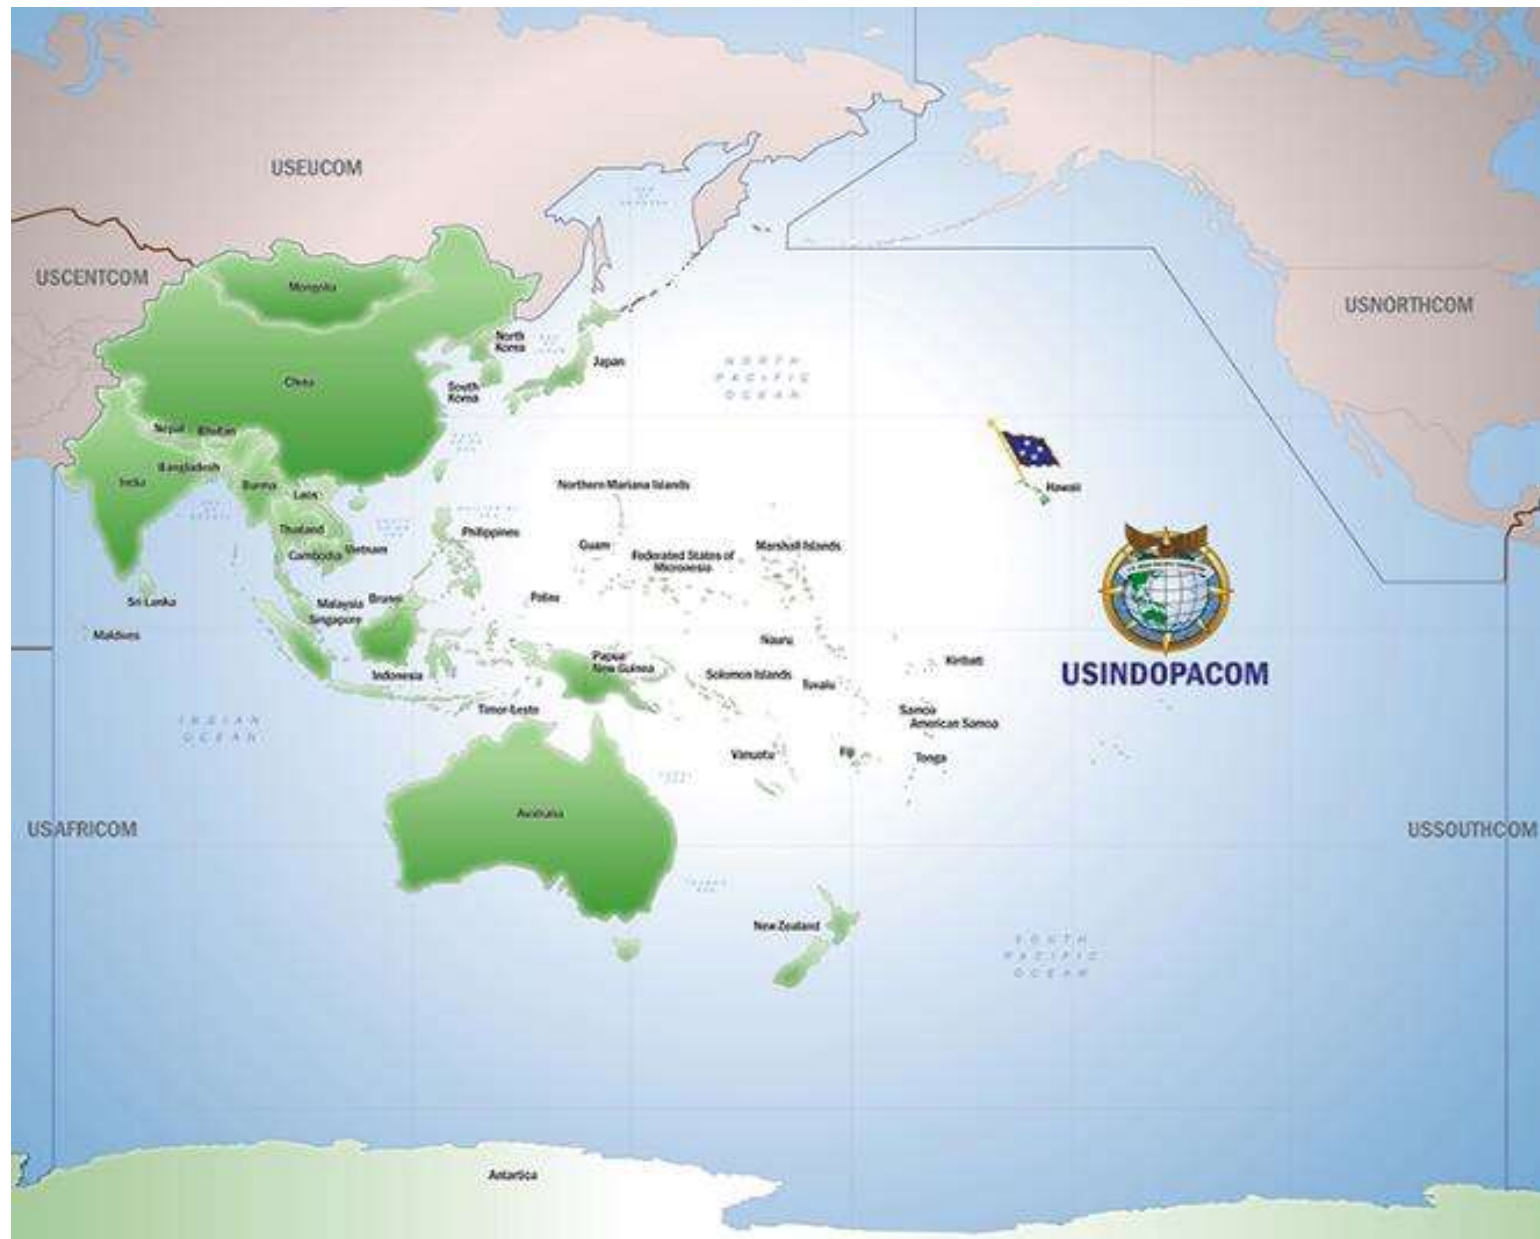 USEUCOM
USCENTCOM
USNORTHCOM
Mongolia
North
Korea
Japan
China
South
Korea
NORTH
PACIFIC
OCEAN
Nepal
Bhutan
Bangladesh
India
Burma
Laos
Northern Mariana Islands
Hawaii
Thailand
Philippines
Vietnam
Cambodia
Guam
Federated States of
Micronesia
Marshall Islands
Sri Lanka
Malaysia
Brunei
Palau
Singapore
Maldives
Nauru
Papua
New Guinea
Kiribati
Indonesia
Solomon Islands
Tuvalu
USINDOPACOM
Timor-Leste
Samoa
American Samoa
INDIAN
OCEAN
Vanuatu
Fiji
Tonga
Australia
USAFRICOM
USSOUTHCOM
New Zealand
SOUTH
PACIFIC
OCEAN
Antartica